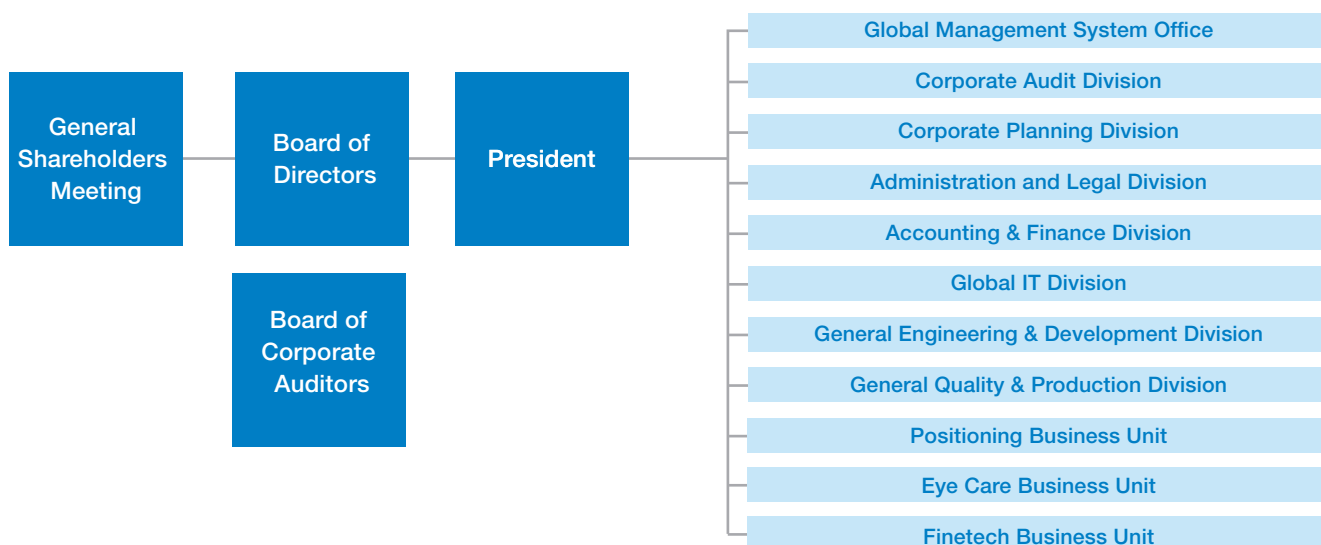 General
Shareholders
Meeting
Board of
Directors
President
Board of
Corporate
Auditors
Global Management System Office
Corporate Audit Division
Corporate Planning Division
Administration and Legal Division
Accounting & Finance Division
Global IT Division
General Engineering & Development Division
General Quality & Production Division
Positioning Business Unit
Eye Care Business Unit
Finetech Business Unit